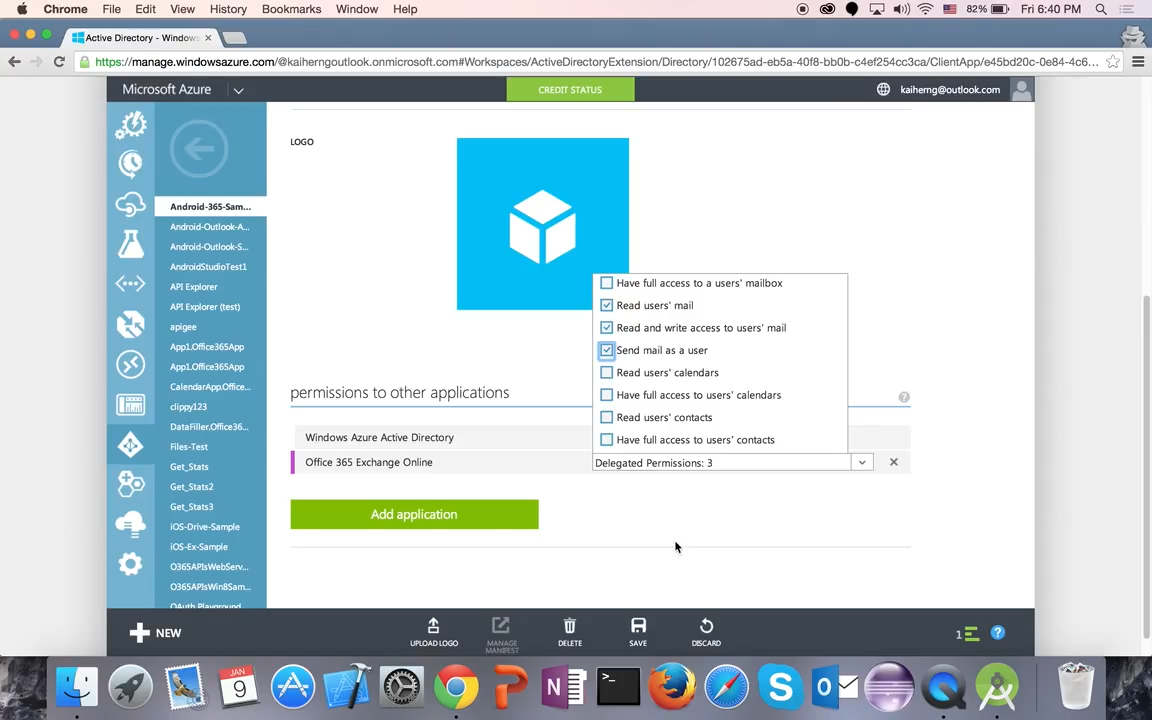 Chrome File Edit View History Bookmarks Window Help 82% Fri 6:40 PM
Active Directory - Windows
https://manage.windowsazure.com/@kaiherngoutlook.onmicrosoft.com#Workspaces/ActiveDirectoryExtension/Directory/102675ad-eb5a-40f8-bb0b-c4ef254cc3ca/ClientApp/e45bd20c-0e84-4c6...
Microsoft Azure CREDIT STATUS kaiherng@outlook.com
LOGO
Android-365-Sam...
Android-Outlook-A...
Android-Outlook-S...
AndroidStudioTest1
API Explorer
API Explorer (test)
apigee
App1.Office365App
App1.Office365App
CalendarApp.Office...
clippy123
DataFiller.Office36...
Files-Test
Get_Stats
Get_Stats2
Get_Stats3
iOS-Drive-Sample
iOS-Ex-Sample
O365APIsWebServ...
O365APIsWin8Sam...
OAuth Playground
Have full access to a users' mailbox
Read users' mail
Read and write access to users' mail
Send mail as a user
Read users' calendars
Have full access to users' calendars
Read users' contacts
Have full access to users' contacts
permissions to other applications
Windows Azure Active Directory
Office 365 Exchange Online Delegated Permissions: 3
Add application
NEW
UPLOAD LOGO
MANAGE MANIFEST
DELETE
SAVE
DISCARD
1
JAN
9